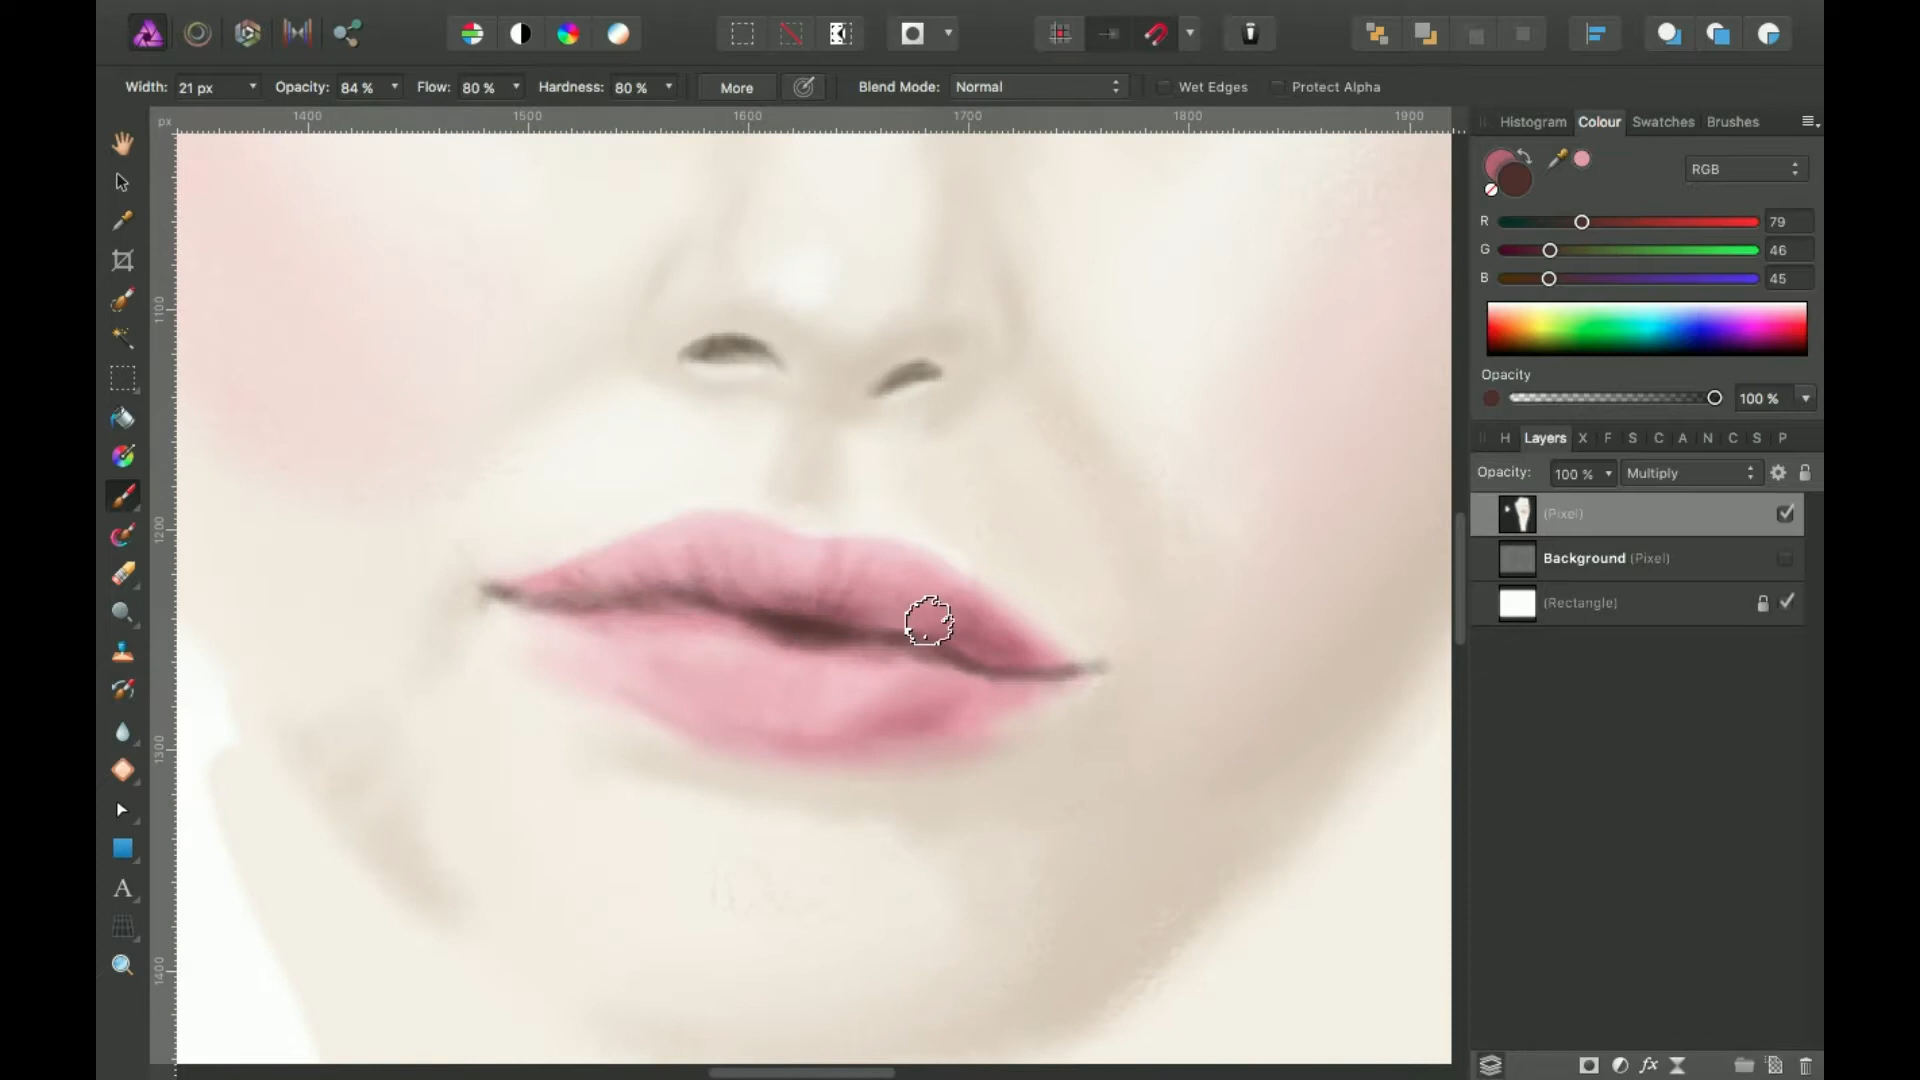 Width: 21 px Opacity: 84 % Flow: 80 % Hardness: 80 % More Blend Mode: Normal Wet Edges Protect Alpha
px 1400 1500 1600 1700 1800 1900
1100
1200
1300
1400
A
Histogram Colour Swatches Brushes
RGB
R 79
G 46
B 45
Opacity
100 %
H Layers X F S C A N C S P
Opacity: 100 % Multiply
(Pixel)
Background (Pixel)
(Rectangle)
fx